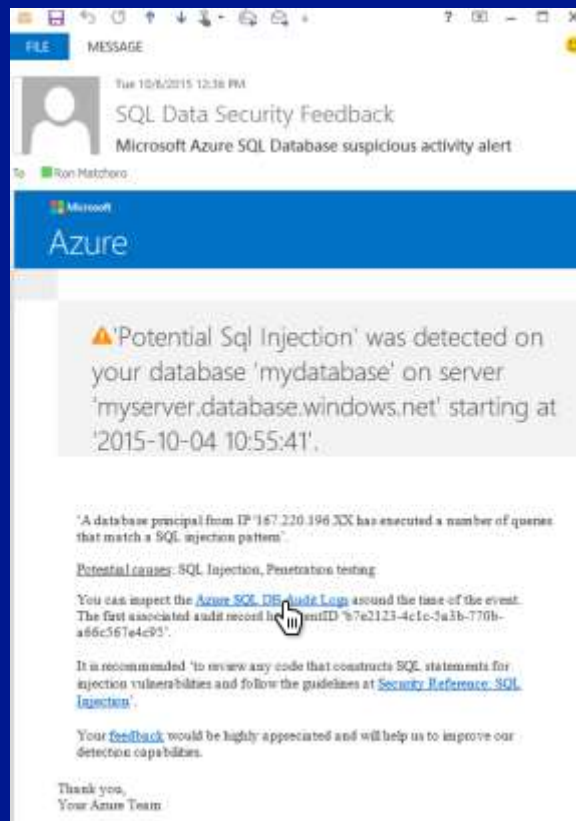 FILE MESSAGE
Tue 10/6/2015 12:36 PM
SQL Data Security Feedback
Microsoft Azure SQL Database suspicious activity alert
To Ron Matchoro
Microsoft
Azure
'Potential Sql Injection' was detected on
your database 'mydatabase' on server
'myserver.database.windows.net' starting at
'2015-10-04 10:55:41'.
'A database principal from IP '167.220.196.XX has executed a number of queries
that match a SQL injection pattern'.
Potential causes: SQL Injection, Penetration testing
You can inspect the Azure SQL DB Audit Logs around the time of the event.
The first associated audit record eventID 'b7e2123-4c1c-5a3b-770b-
a66c567e4c95'.
It is recommended 'to review any code that constructs SQL statements for
injection vulnerabilities and follow the guidelines at Security Reference: SQL
Injection'.
Your feedback would be highly appreciated and will help us to improve our
detection capabilities.
Thank you,
Your Azure Team